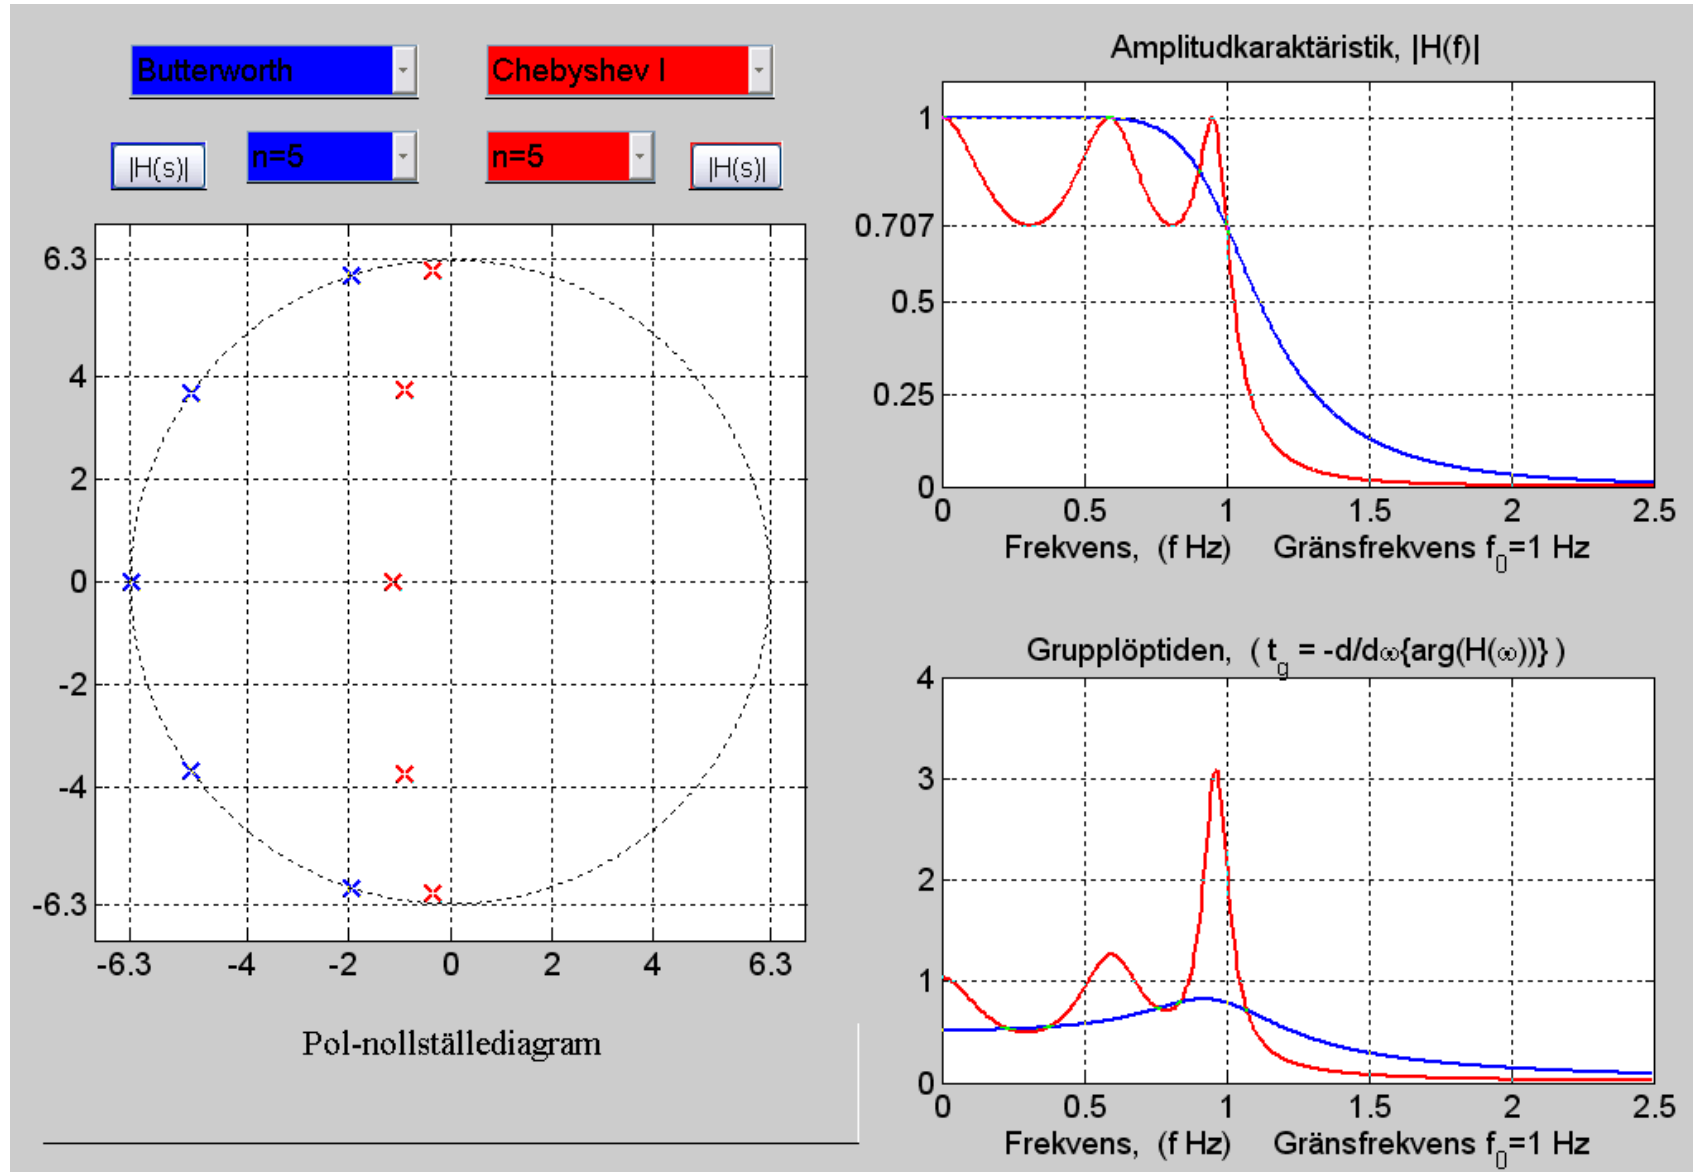 Butterworth
Chebyshev I
|H(s)|
n=5
n=5
|H(s)|
6.3
4
2
0
-2
-4
-6.3
-6.3 -4 -2 0 2 4 6.3
Pol-nollställediagram
Amplitudkaraktäristik, |H(f)|
1
0.707
0.5
0.25
0
0 0.5 1 1.5 2 2.5
Frekvens, (f Hz) Gränsfrekvens f_0=1 Hz
Grupplöptiden, ( t_g = -d/dω{arg(H(ω))} )
4
3
2
1
0
0 0.5 1 1.5 2 2.5
Frekvens, (f Hz) Gränsfrekvens f_0=1 Hz